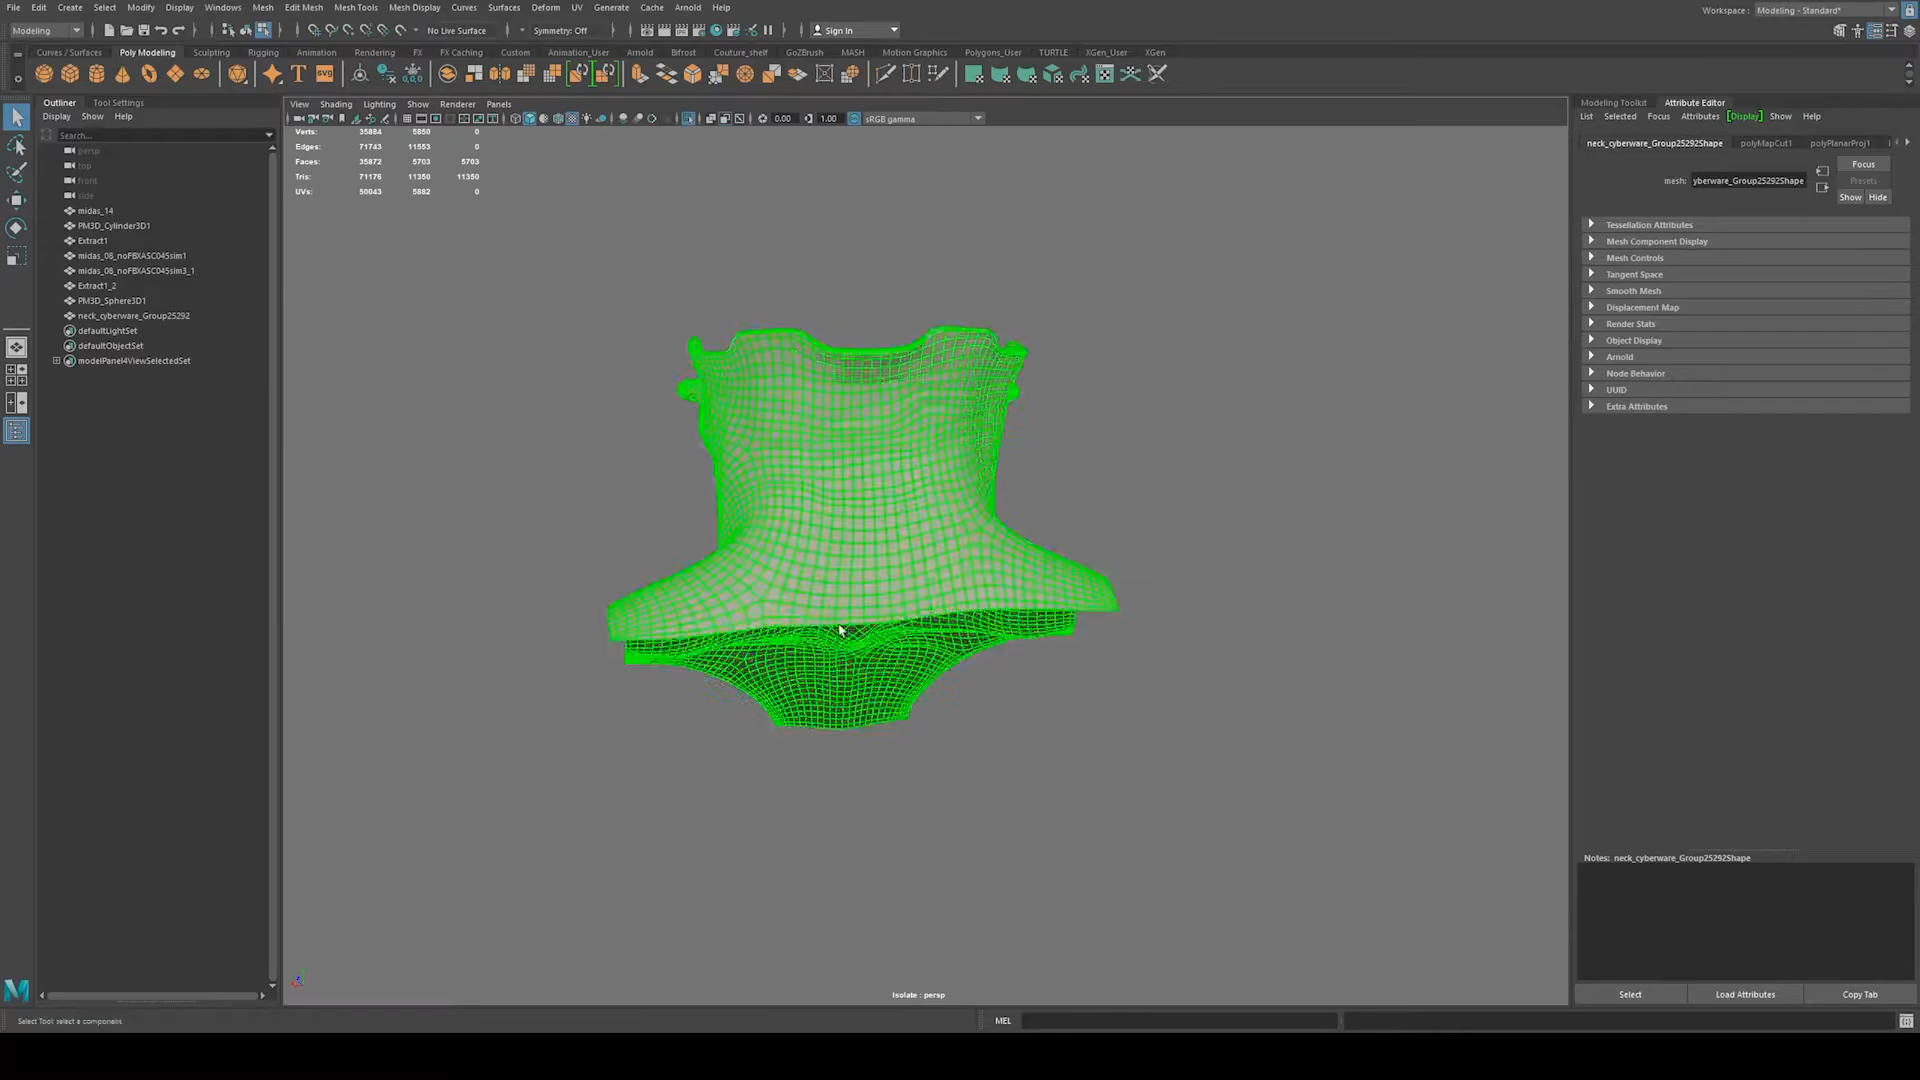 File Edit Create Select Modify Display Windows Mesh Edit Mesh Mesh Tools Mesh Display Curves Surfaces Deform UV Generate Cache Arnold Help
Workspace : Modeling - Standard*
Modeling No Live Surface Symmetry: Off Sign In
Curves / Surfaces Poly Modeling Sculpting Rigging Animation Rendering FX FX Caching Custom Animation_User Arnold Bifrost Couture_shelf GoZBrush MASH Motion Graphics Polygons_User TURTLE XGen_User XGen
Outliner Tool Settings
Display Show Help
Search...
persp
top
front
side
midas_14
PM3D_Cylinder3D1
Extract1
midas_08_noFBXASC045sim1
midas_08_noFBXASC045sim3_1
Extract1_2
PM3D_Sphere3D1
neck_cyberware_Group25292
defaultLightSet
defaultObjectSet
modelPanel4ViewSelectedSet
View Shading Lighting Show Renderer Panels
0.00 1.00 sRGB gamma
Verts: 35884 5850 0
Edges: 71743 11553 0
Faces: 35872 5703 5703
Tris: 71176 11350 11350
UVs: 50043 5882 0
Isolate : persp
Modeling Toolkit Attribute Editor
List Selected Focus Attributes Display Show Help
neck_cyberware_Group25292Shape polyMapCut1 polyPlanarProj1
Focus
mesh: yberware_Group25292Shape
Presets
Show Hide
Tessellation Attributes
Mesh Component Display
Mesh Controls
Tangent Space
Smooth Mesh
Displacement Map
Render Stats
Object Display
Arnold
Node Behavior
UUID
Extra Attributes
Notes: neck_cyberware_Group25292Shape
Select Load Attributes Copy Tab
Select Tool: select a component
MEL